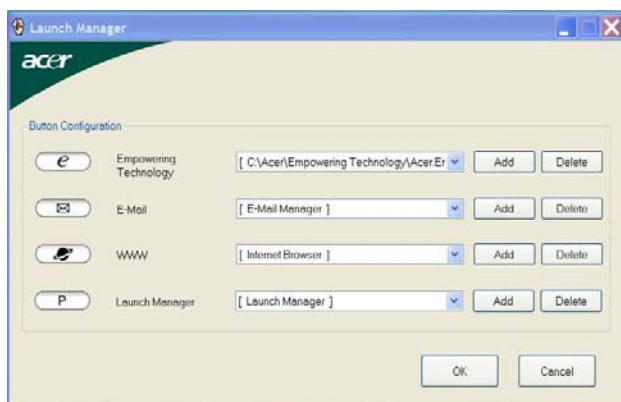 Launch Manager
acer
Button Configuration
e Empowering Technology [ C:\Acer\Empowering Technology\Acer.Er Add Delete
E-Mail [ E-Mail Manager ] Add Delete
WWW [ Internet Browser ] Add Delete
P Launch Manager [ Launch Manager ] Add Delete
OK Cancel